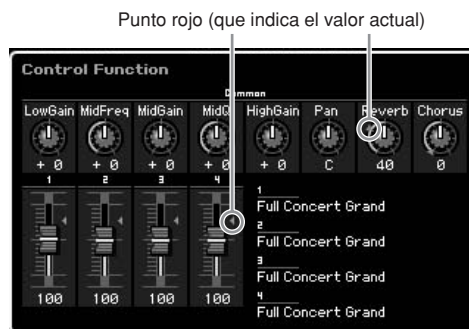 Punto rojo (que indica el valor actual)
Control Function
Common
LowGain MidFreq MidGain MidQ HighGain Pan Reverb Chorus
+ 0 + 0 + 0 + 0 + 0 C 40 0
1 2 3 4
100 100 100 100
1
Full Concert Grand
2
Full Concert Grand
3
Full Concert Grand
4
Full Concert Grand